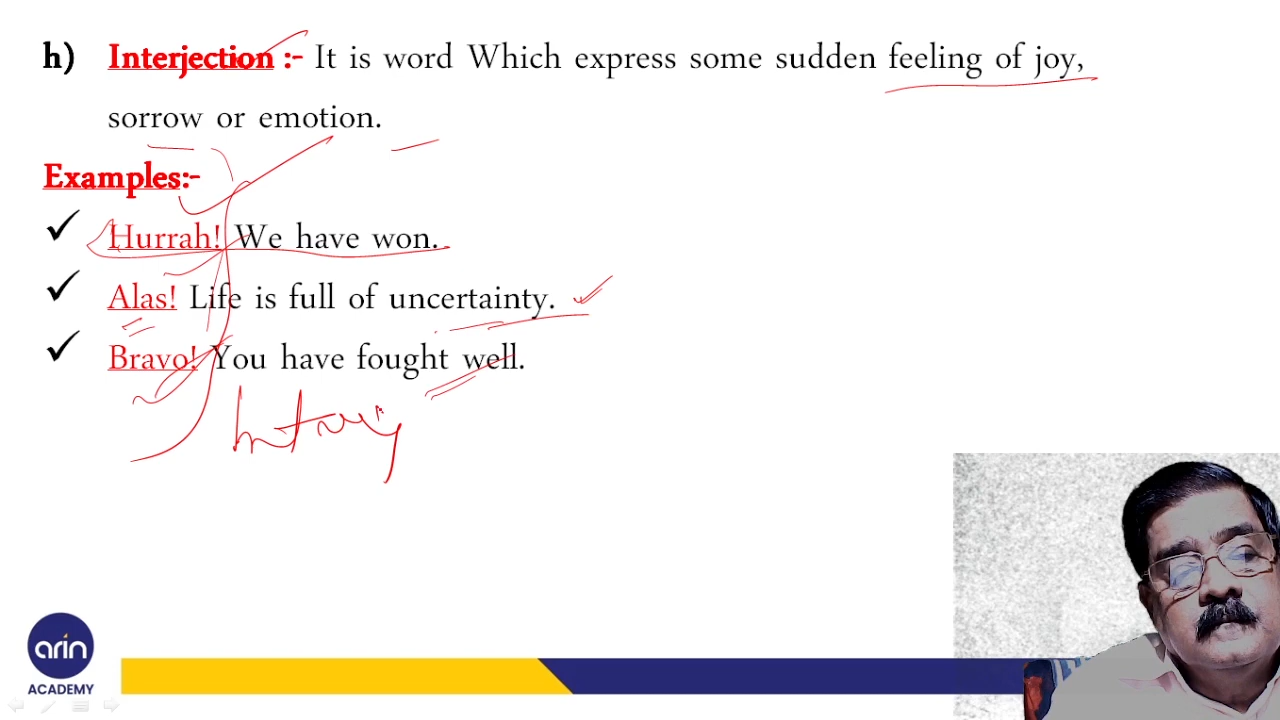 h) Interjection :- It is word Which express some sudden feeling of joy,
sorrow or emotion.
Examples:-
✓ Hurrah! We have won.
✓ Alas! Life is full of uncertainty.
✓ Bravo! You have fought well.
arin
ACADEMY